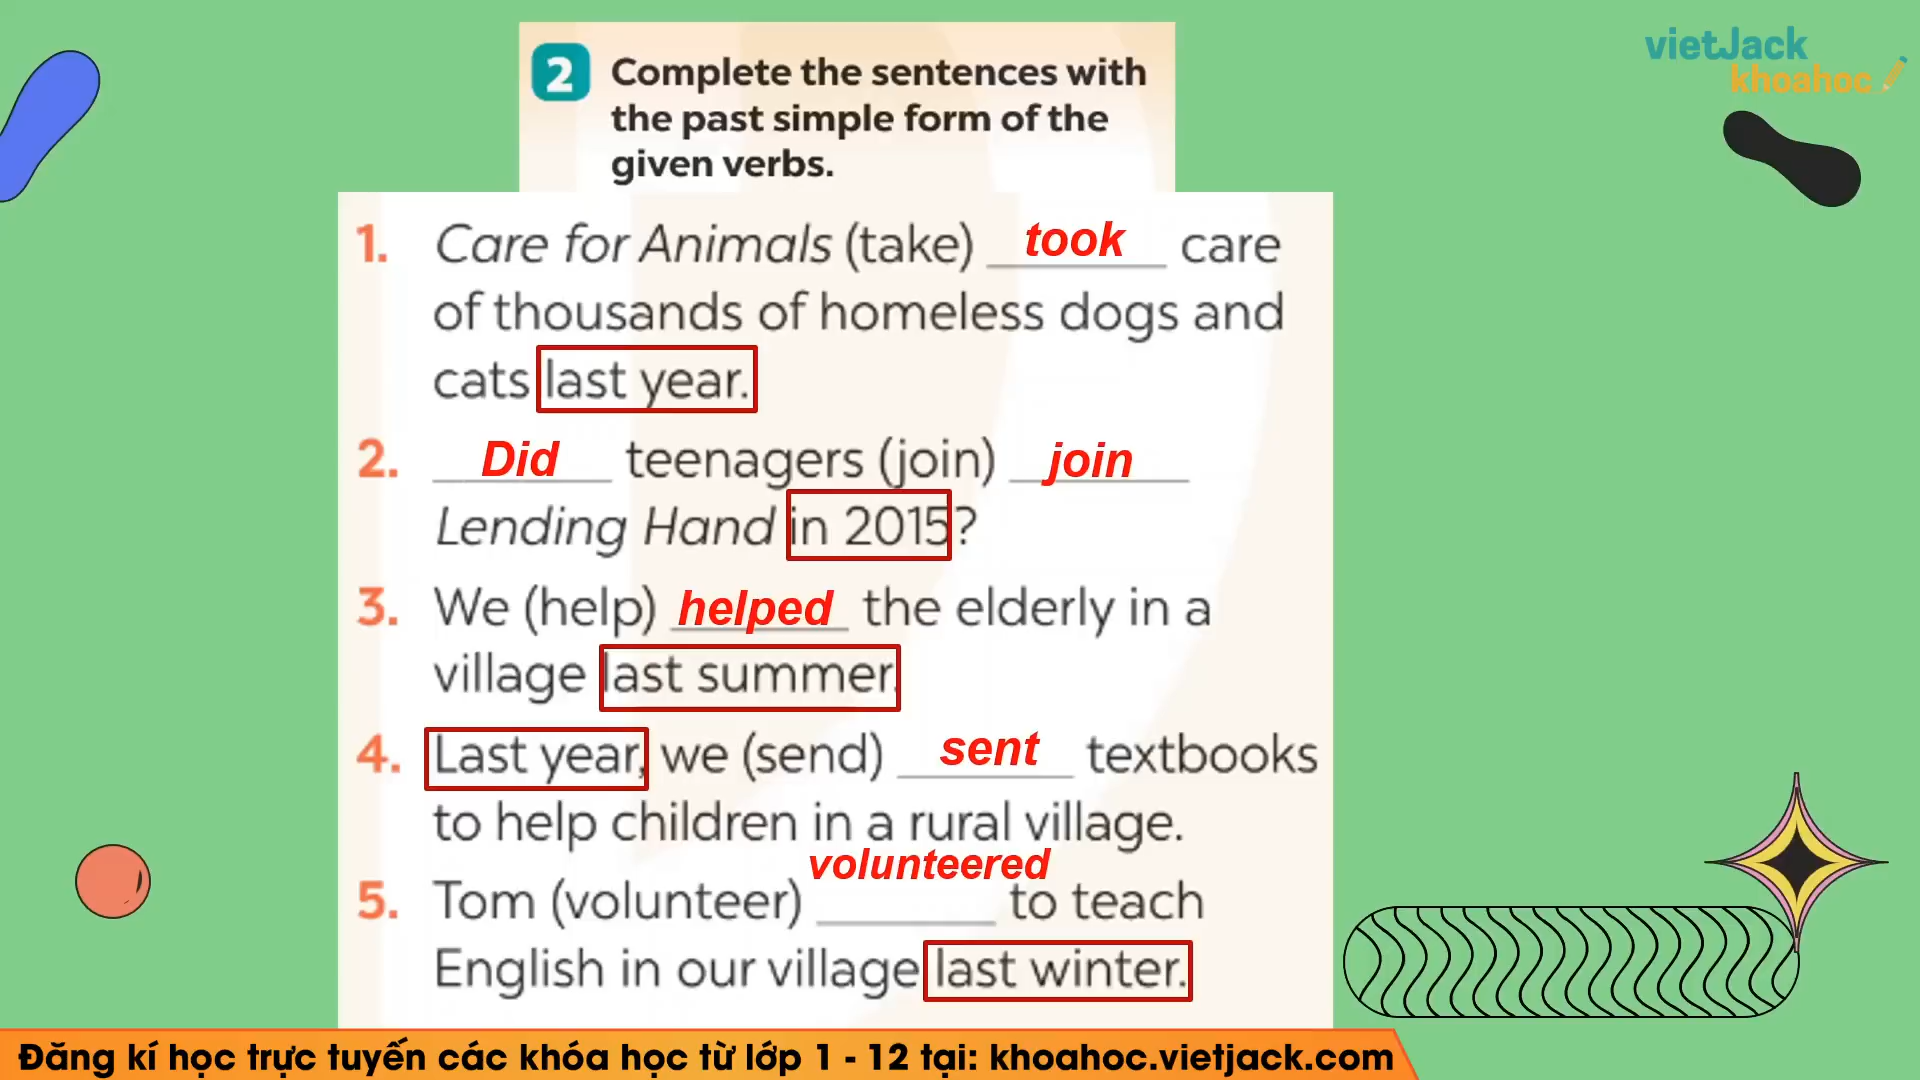 vietJack
khoahoc
2 Complete the sentences with
the past simple form of the
given verbs.
1. Care for Animals (take) took care
of thousands of homeless dogs and
cats last year.
2. Did teenagers (join) join
Lending Hand in 2015?
3. We (help) helped the elderly in a
village last summer.
4. Last year, we (send) sent textbooks
to help children in a rural village.
5. Tom (volunteer) volunteered to teach
English in our village last winter.
Đăng kí học trực tuyến các khóa học từ lớp 1 - 12 tại: khoahoc.vietjack.com